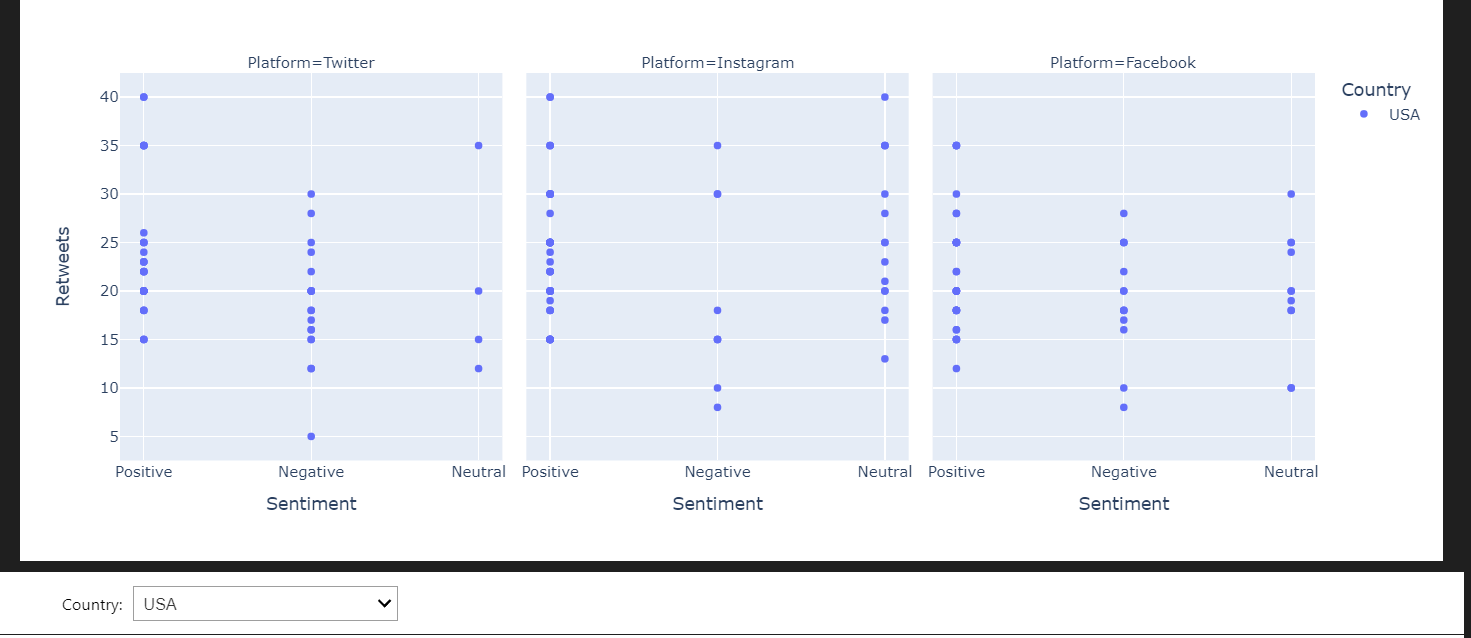 Platform=Twitter
Platform=Instagram
Platform=Facebook
Country
USA
40
35
30
25
20
15
10
5
Retweets
Positive
Negative
Neutral
Positive
Negative
Neutral
Positive
Negative
Neutral
Sentiment
Sentiment
Sentiment
Country: USA